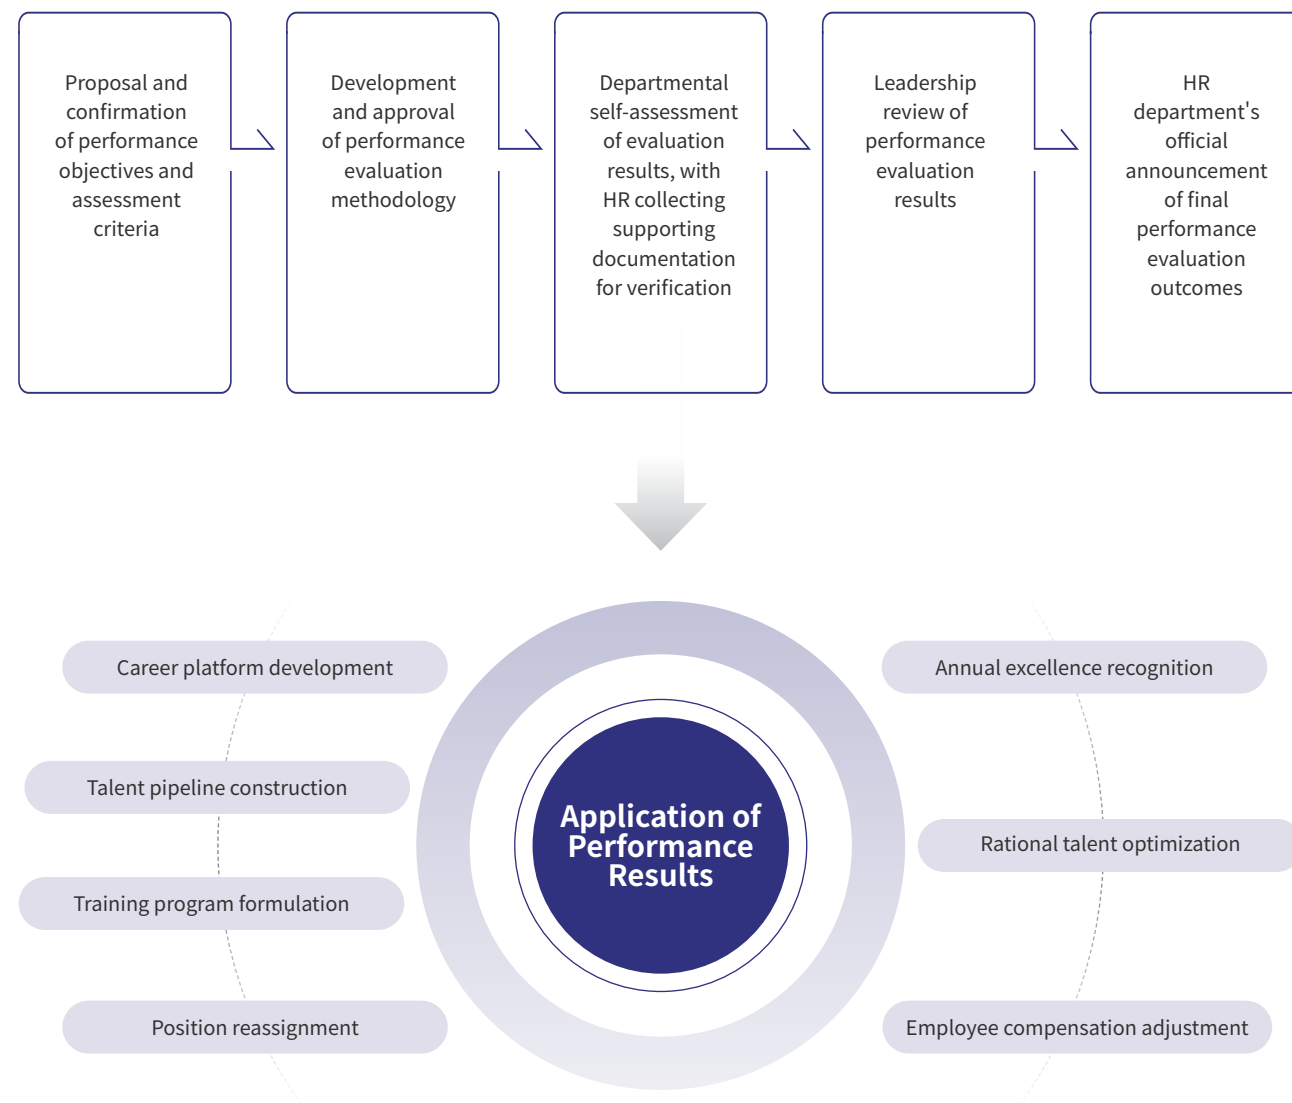 Proposal and
confirmation
of performance
objectives and
assessment
criteria
Development
and approval
of performance
evaluation
methodology
Departmental
self-assessment
of evaluation
results, with
HR collecting
supporting
documentation
for verification
Leadership
review of
performance
evaluation
results
HR
department's
official
announcement
of final
performance
evaluation
outcomes
Career platform development
Talent pipeline construction
Training program formulation
Position reassignment
Application of
Performance
Results
Annual excellence recognition
Rational talent optimization
Employee compensation adjustment